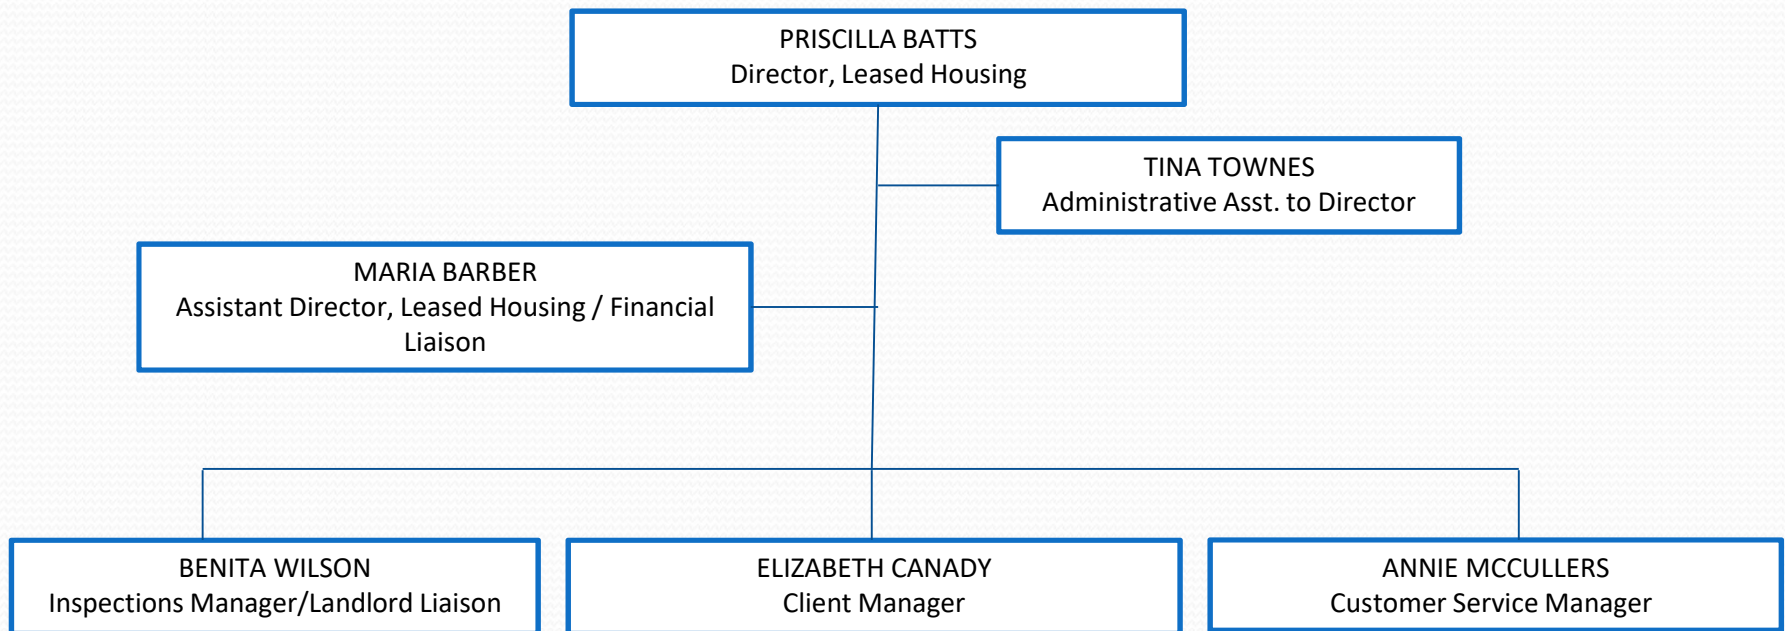 PRISCILLA BATTS
Director, Leased Housing
TINA TOWNES
Administrative Asst. to Director
MARIA BARBER
Assistant Director, Leased Housing / Financial
Liaison
BENITA WILSON
Inspections Manager/Landlord Liaison
ELIZABETH CANADY
Client Manager
ANNIE MCCULLERS
Customer Service Manager